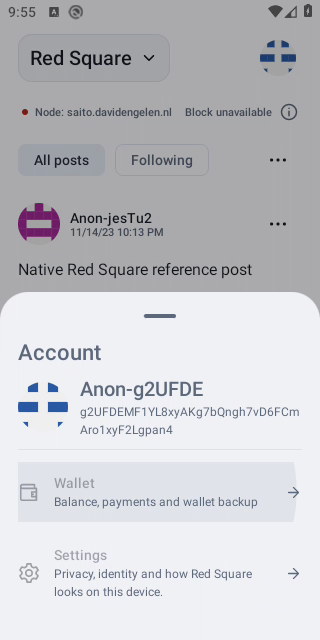 9:55
Red Square
Node: saito.davidengelen.nl Block unavailable
All posts Following
Anon-jesTu2
11/14/23 10:13 PM
Native Red Square reference post
Account
Anon-g2UFDE
g2UFDEMF1YL8xyAKg7bQngh7vD6FCm
Aro1xyF2Lgpan4
Wallet
Balance, payments and wallet backup
Settings
Privacy, identity and how Red Square
looks on this device.